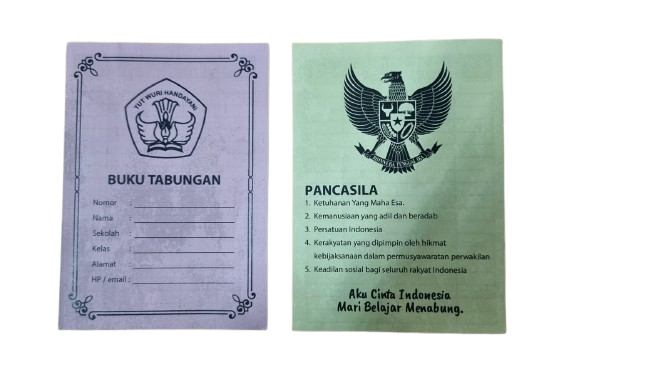 TUT WURI HANDAYANI
BUKU TABUNGAN
Nomor :
Nama :
Sekolah :
Kelas :
Alamat :
HP / email :
PANCASILA
1. Ketuhanan Yang Maha Esa.
2. Kemanusiaan yang adil dan beradab
3. Persatuan Indonesia
4. Kerakyatan yang dipimpin oleh hikmat
kebijaksanaan dalam permusyawaratan perwakilan
5. Keadilan sosial bagi seluruh rakyat Indonesia
Aku Cinta Indonesia
Mari Belajar Menabung.